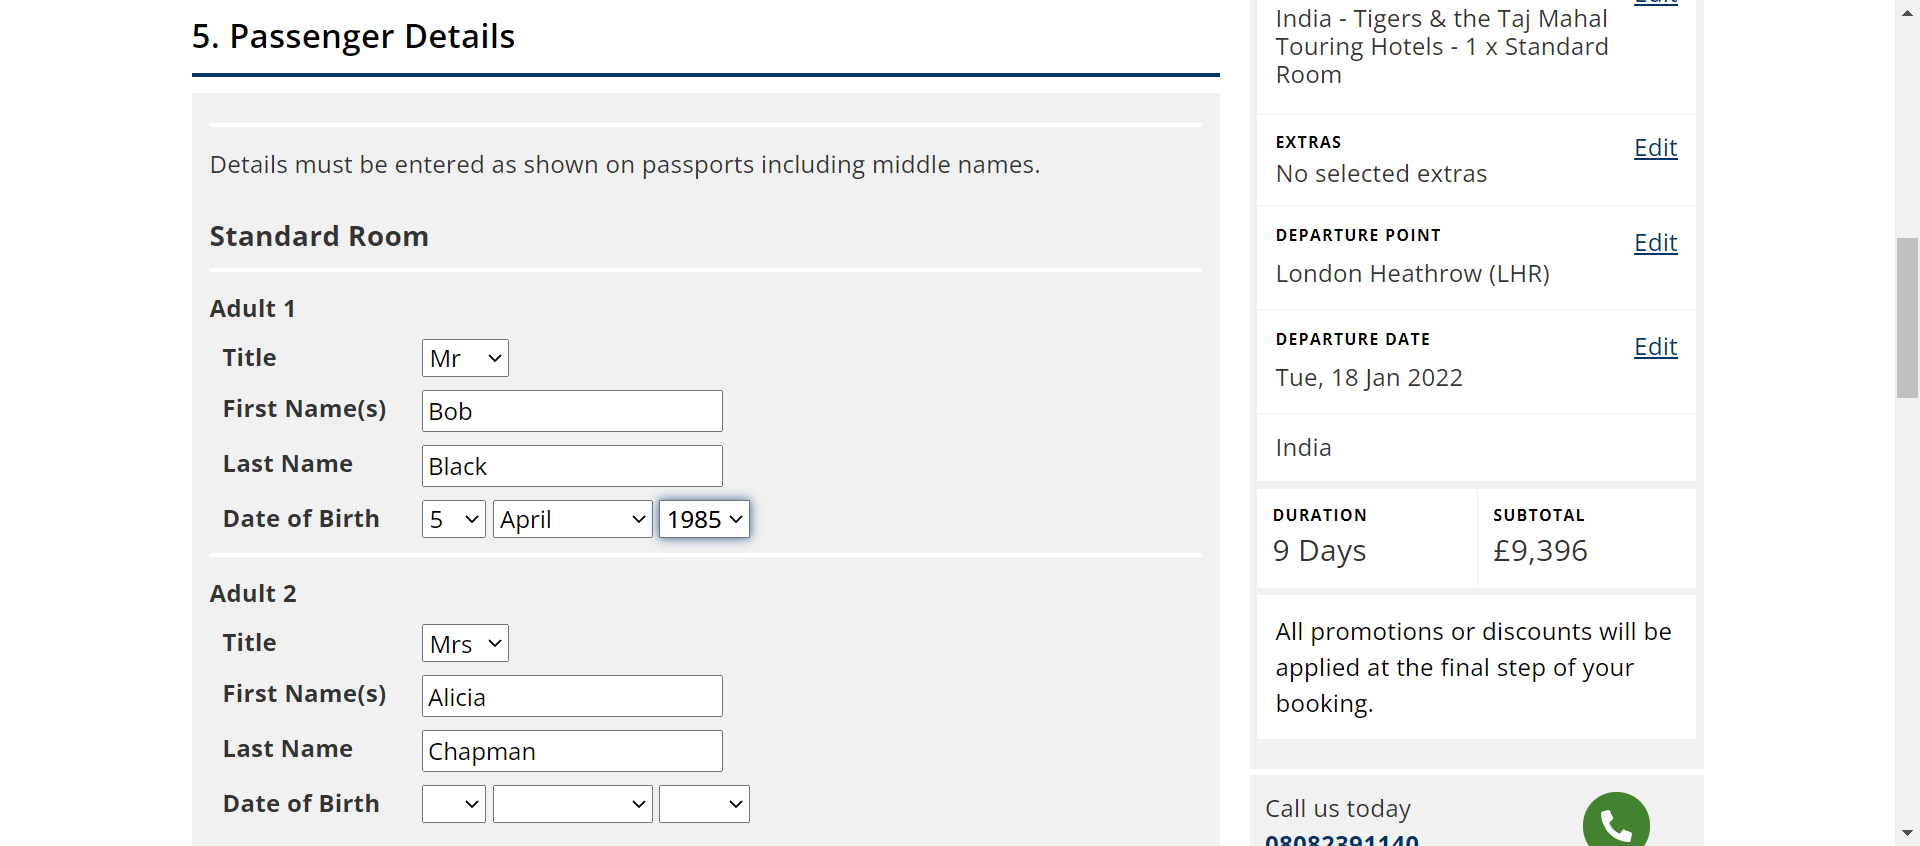 5. Passenger Details
Details must be entered as shown on passports including middle names.
Standard Room
Adult 1
Title
Mr
First Name(s)
Bob
Last Name
Black
Date of Birth
5
April
1985
Adult 2
Title
Mrs
First Name(s)
Alicia
Last Name
Chapman
Date of Birth
India - Tigers & the Taj Mahal
Touring Hotels - 1 x Standard
Room
EXTRAS
Edit
No selected extras
DEPARTURE POINT
Edit
London Heathrow (LHR)
DEPARTURE DATE
Edit
Tue, 18 Jan 2022
India
DURATION
9 Days
SUBTOTAL
£9,396
All promotions or discounts will be
applied at the final step of your
booking.
Call us today
08082391140